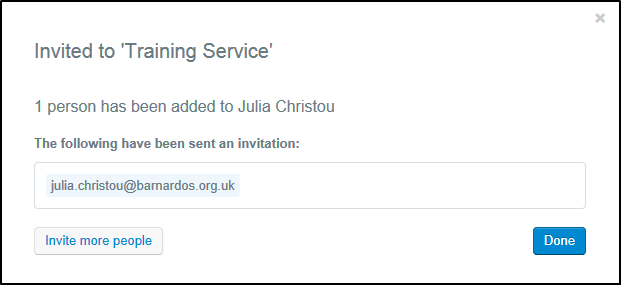 Invited to 'Training Service'
1 person has been added to Julia Christou
The following have been sent an invitation:
julia.christou@barnardos.org.uk
Invite more people
Done